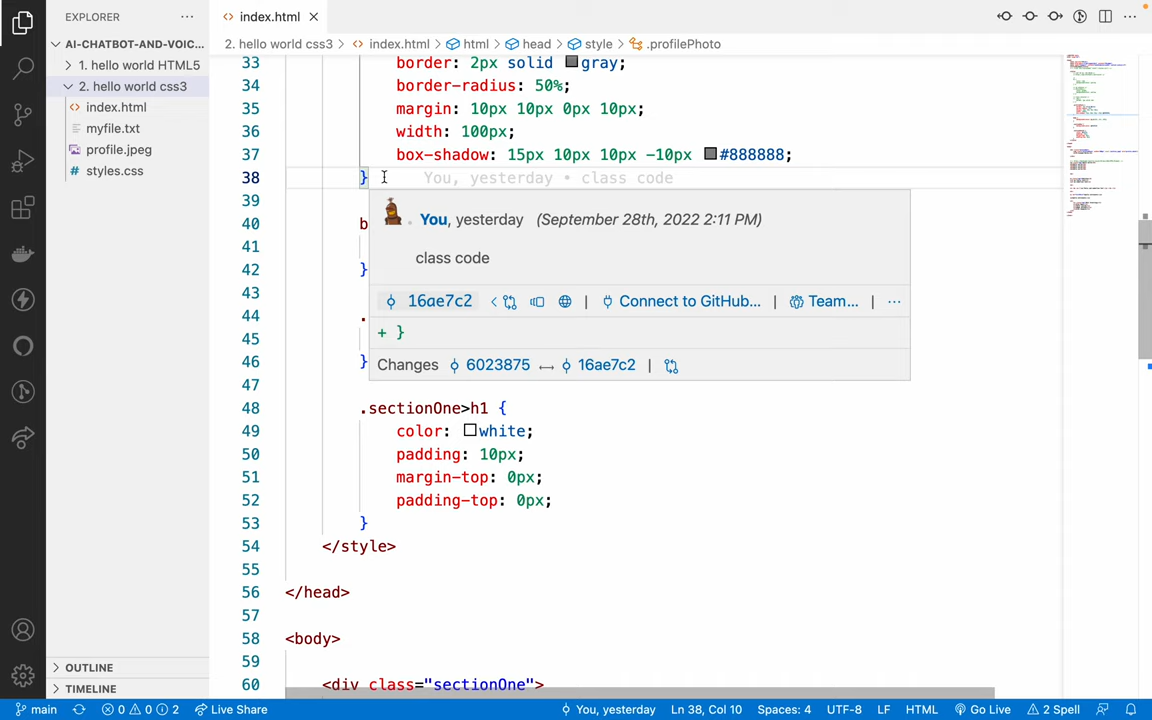 EXPLORER
index.html
AI-CHATBOT-AND-VOIC...
1. hello world HTML5
2. hello world css3
index.html
myfile.txt
profile.jpeg
# styles.css
OUTLINE
TIMELINE
2. hello world css3 > index.html > html > head > style > .profilePhoto
33 border: 2px solid gray;
34 border-radius: 50%;
35 margin: 10px 10px 0px 10px;
36 width: 100px;
37 box-shadow: 15px 10px 10px -10px #888888;
38 } You, yesterday • class code
39
40 b
41
42 }
43
44 .
45
46 }
47
48 .sectionOne>h1 {
49 color: white;
50 padding: 10px;
51 margin-top: 0px;
52 padding-top: 0px;
53 }
54 </style>
55
56 </head>
57
58 <body>
59
60 <div class="sectionOne">
You, yesterday (September 28th, 2022 2:11 PM)
class code
16ae7c2 | Connect to GitHub... | Team... | ...
+ }
Changes 6023875 ↔ 16ae7c2 |
main 0 0 2 Live Share You, yesterday Ln 38, Col 10 Spaces: 4 UTF-8 LF HTML Go Live 2 Spell